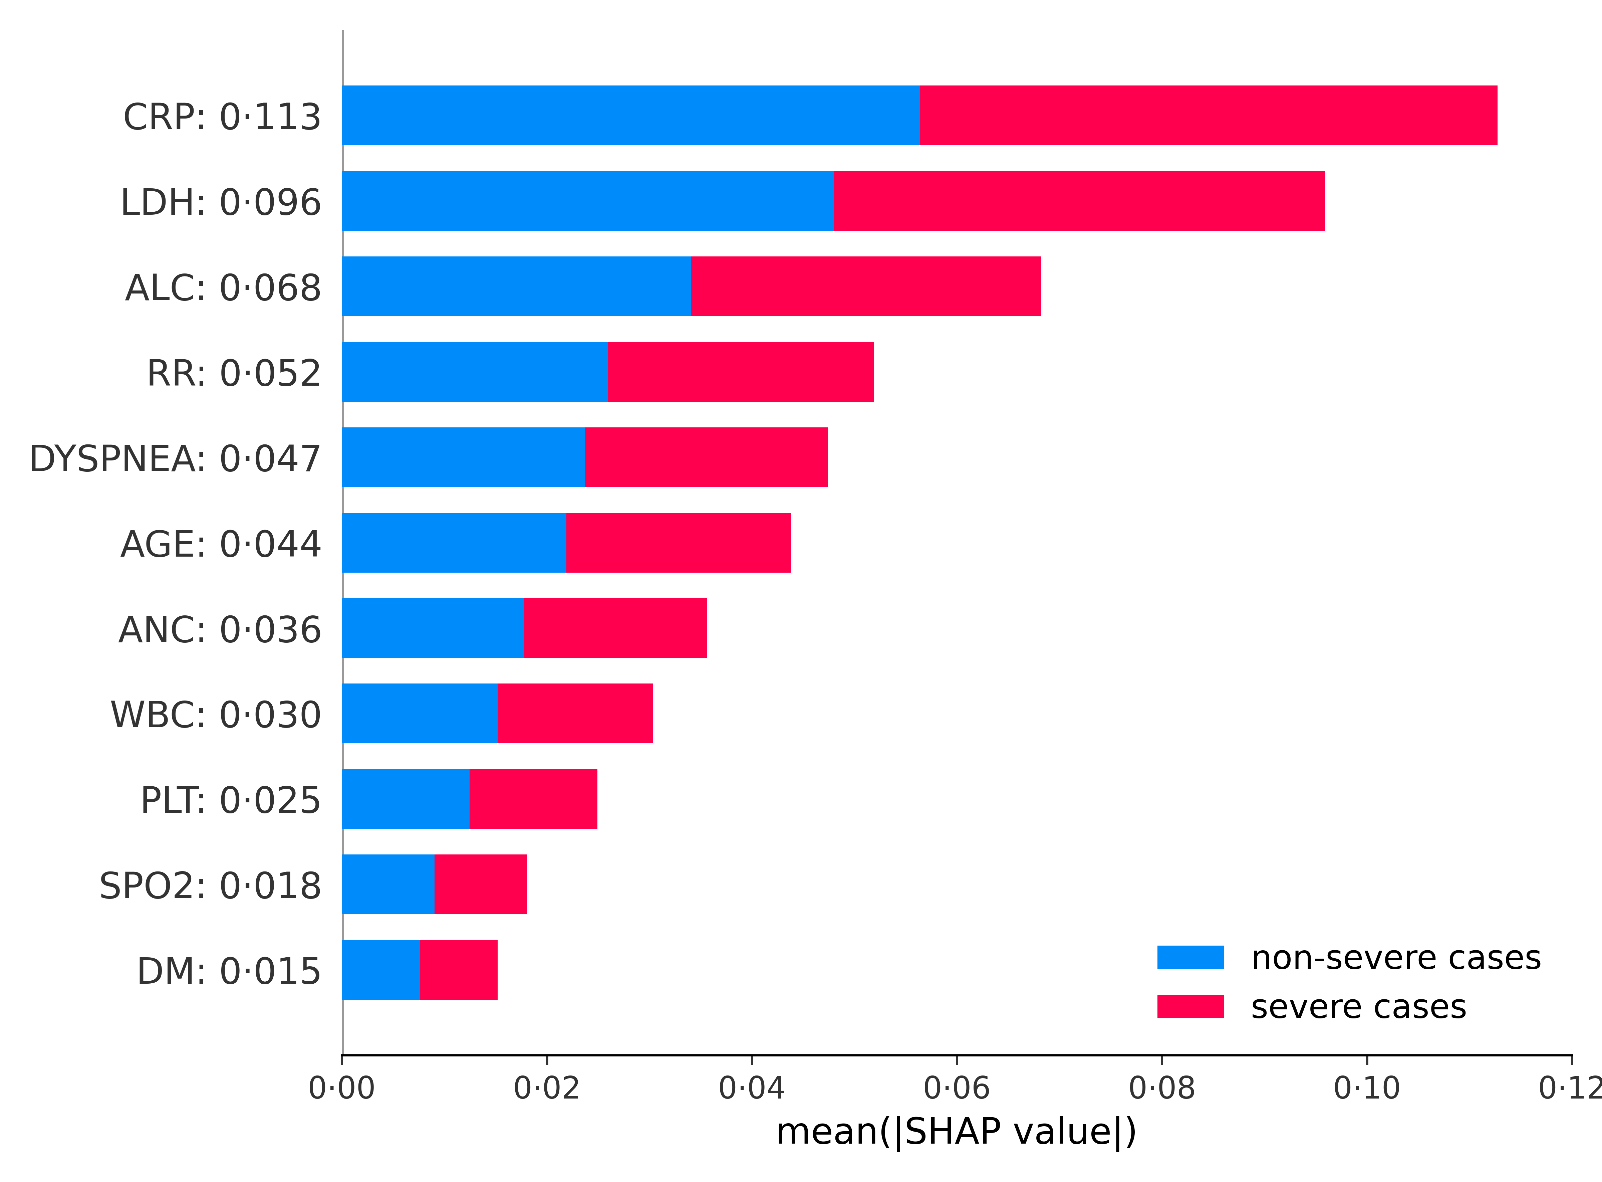 CRP: 0·113
LDH: 0·096
ALC: 0·068
RR: 0·052
DYSPNEA: 0·047
AGE: 0·044
ANC: 0·036
WBC: 0·030
PLT: 0·025
SPO2: 0·018
DM: 0·015
non-severe cases
severe cases
0·00 0·02 0·04 0·06 0·08 0·10 0·12
mean(|SHAP value|)